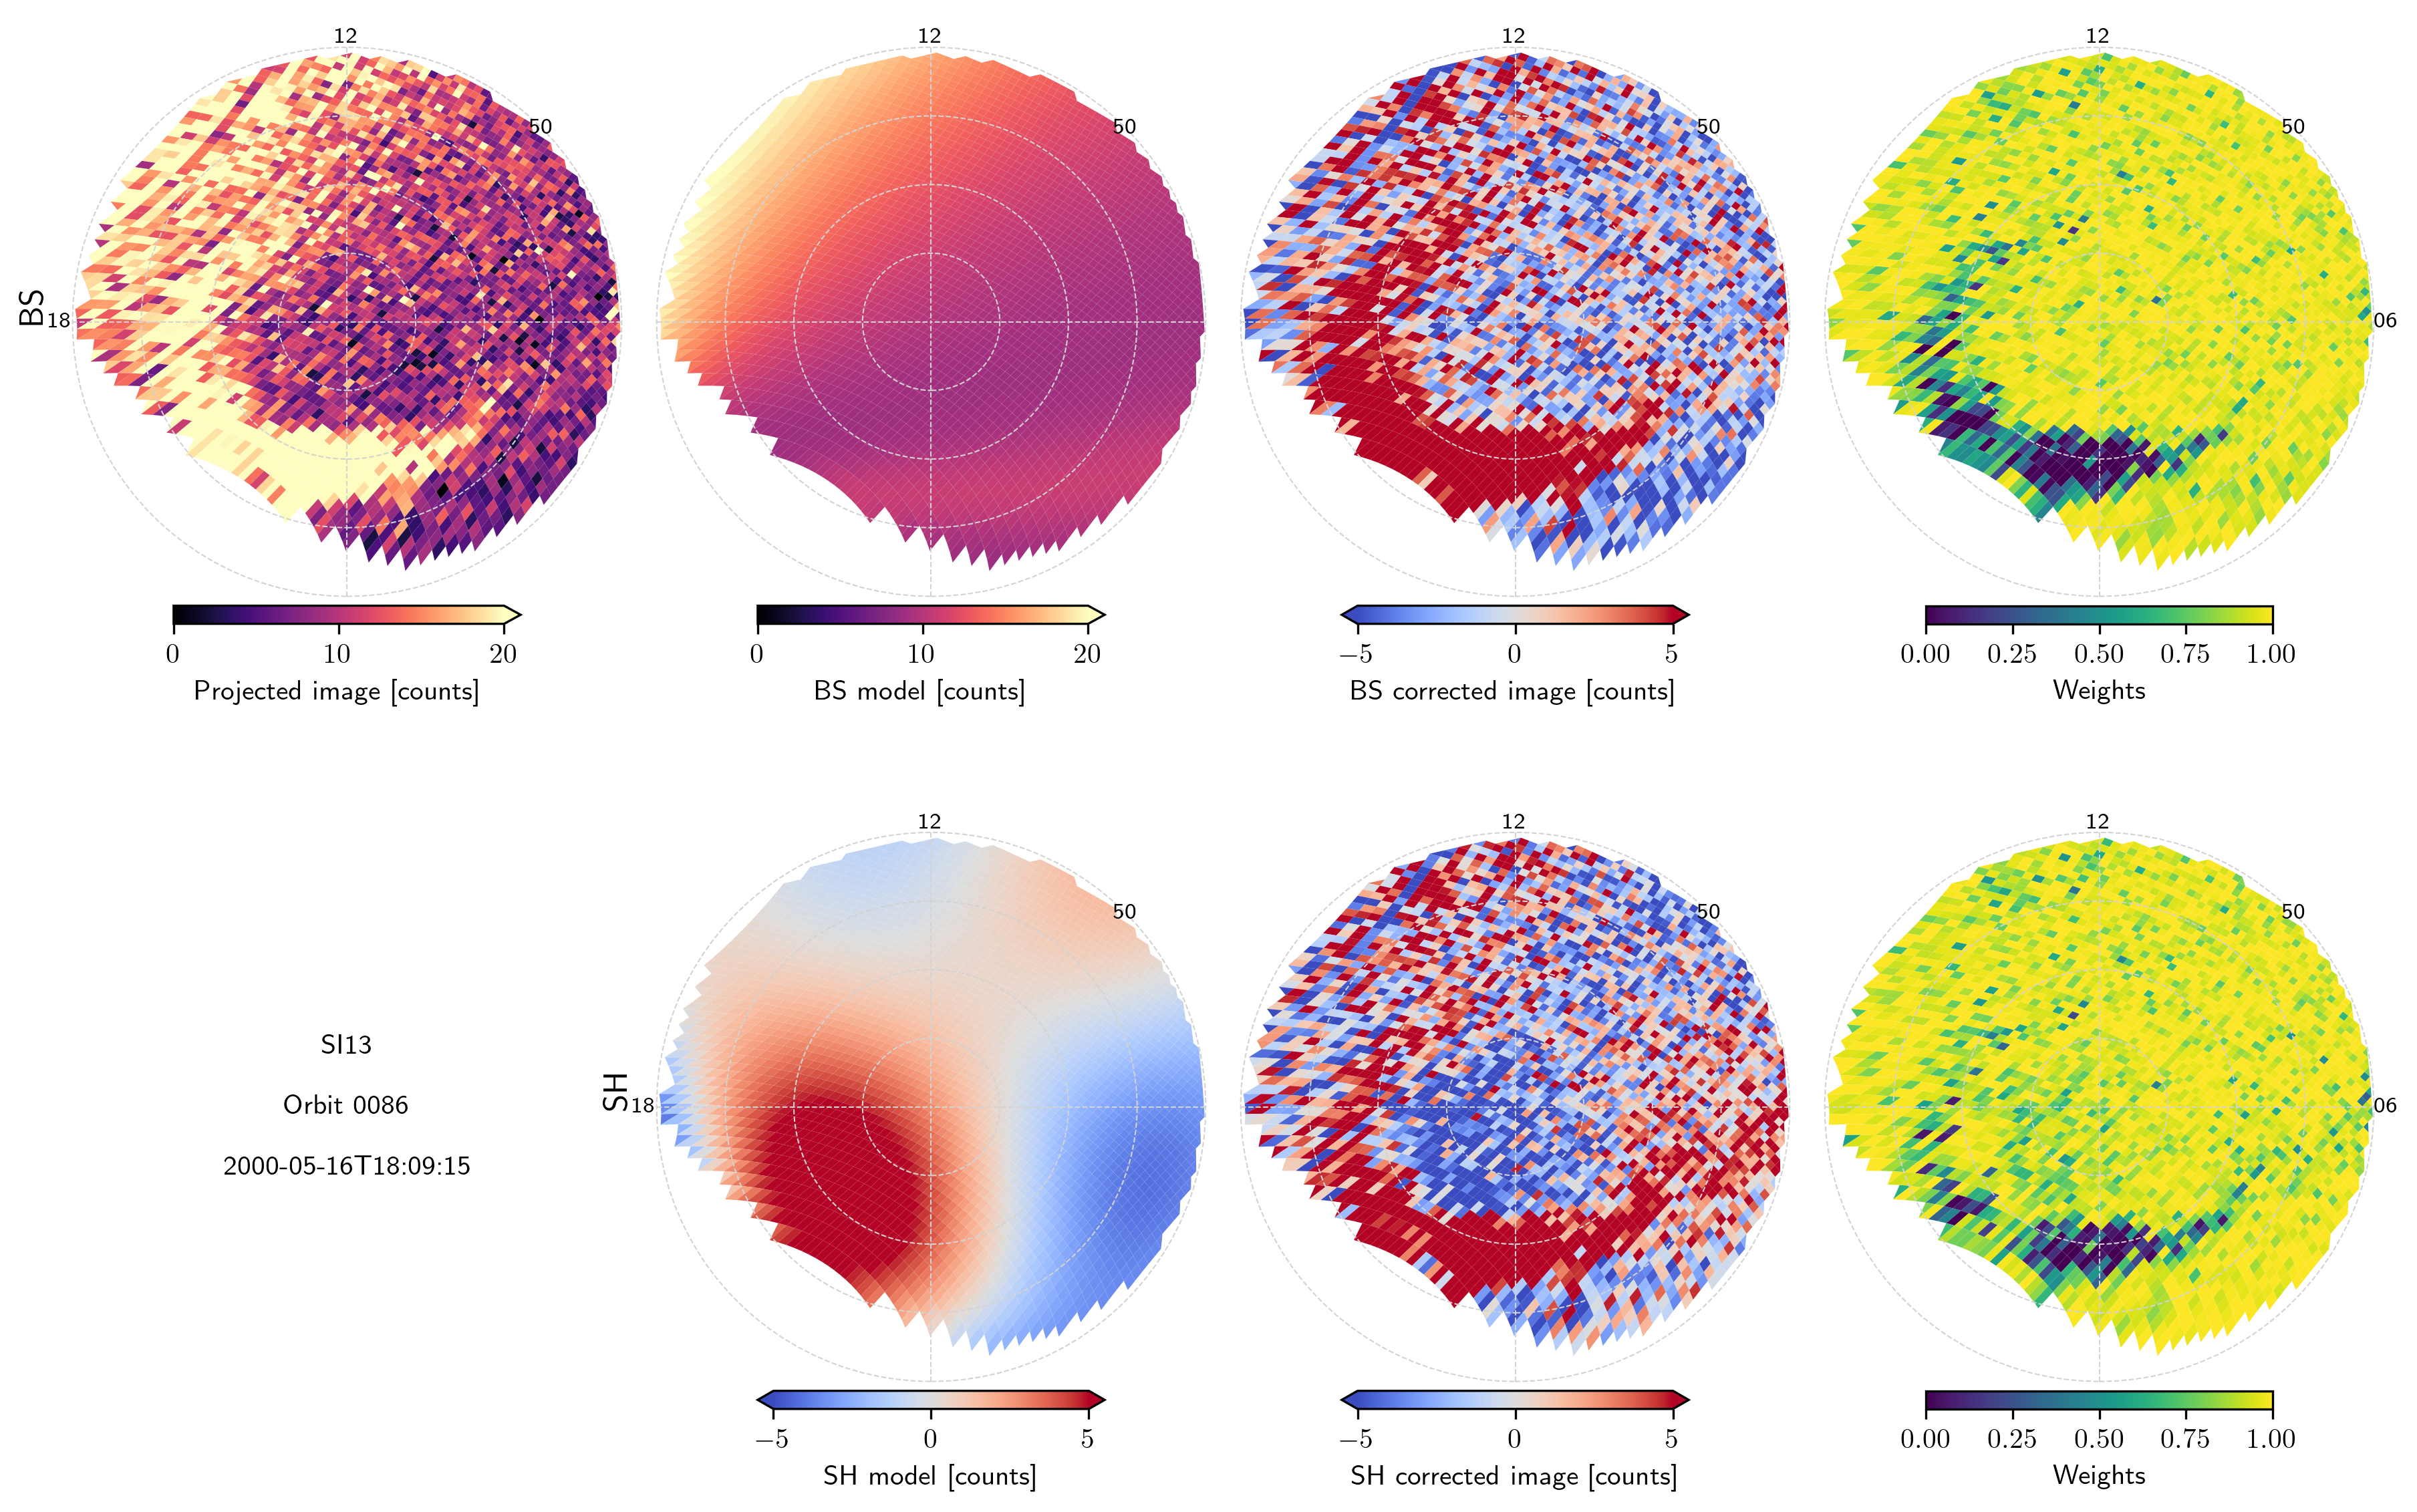 12 12 12 12
50 50 50 50
BS 18 06
0 10 20 0 10 20 −5 0 5 0.00 0.25 0.50 0.75 1.00
Projected image [counts] BS model [counts] BS corrected image [counts] Weights
12 12 12
50 50 50
SI13
Orbit 0086
SH 18 06
2000-05-16T18:09:15
−5 0 5 −5 0 5 0.00 0.25 0.50 0.75 1.00
SH model [counts] SH corrected image [counts] Weights